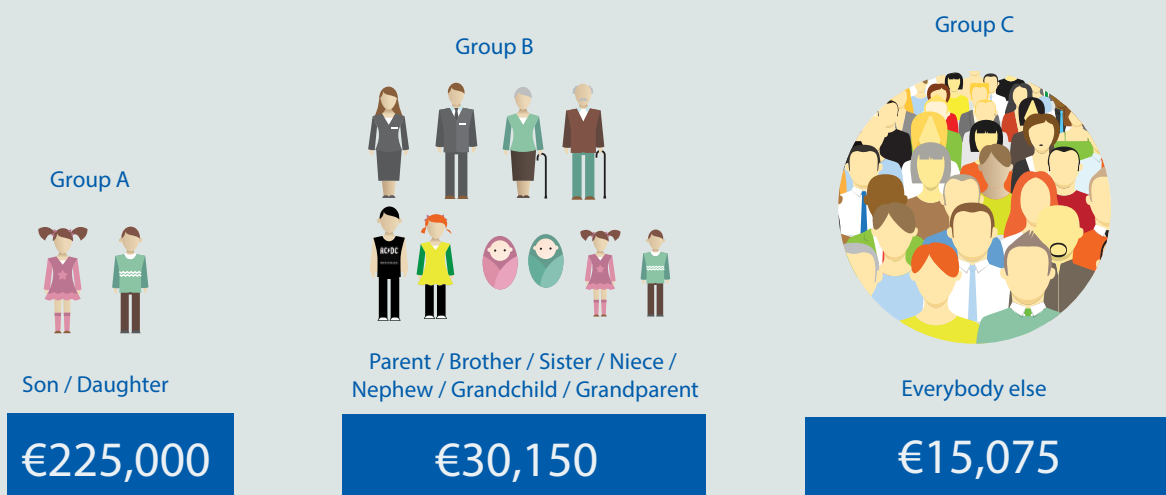 Group A
Son / Daughter
€225,000
Group B
AC DC
Parent / Brother / Sister / Niece /
Nephew / Grandchild / Grandparent
€30,150
Group C
Everybody else
€15,075